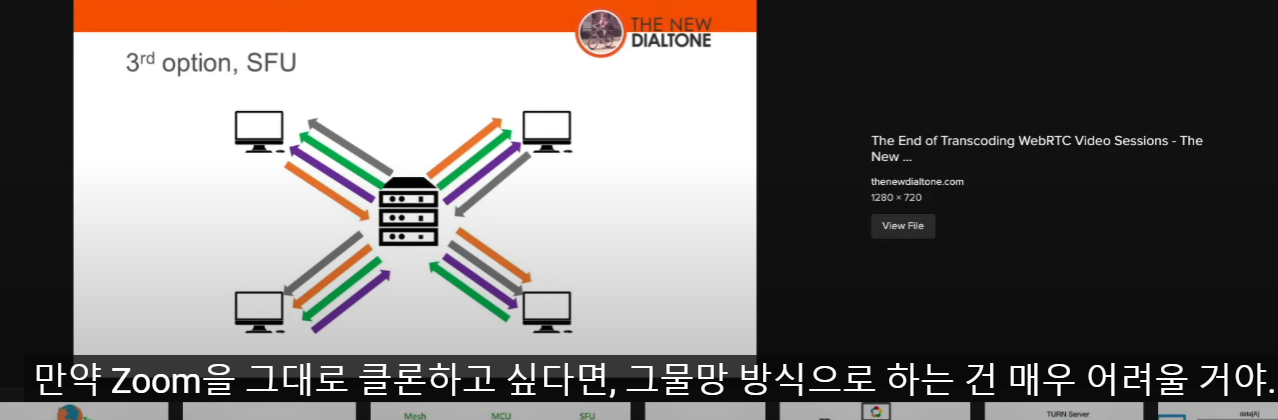 THE NEW
DIALTONE
3rd option, SFU
The End of Transcoding WebRTC Video Sessions - The
New ...
thenewdialtone.com
1280 × 720
View File
만약 Zoom을 그대로 클론하고 싶다면, 그물망 방식으로 하는 건 매우 어려울 거야.
Mesh MCU SFU
TURN Server
data[A]